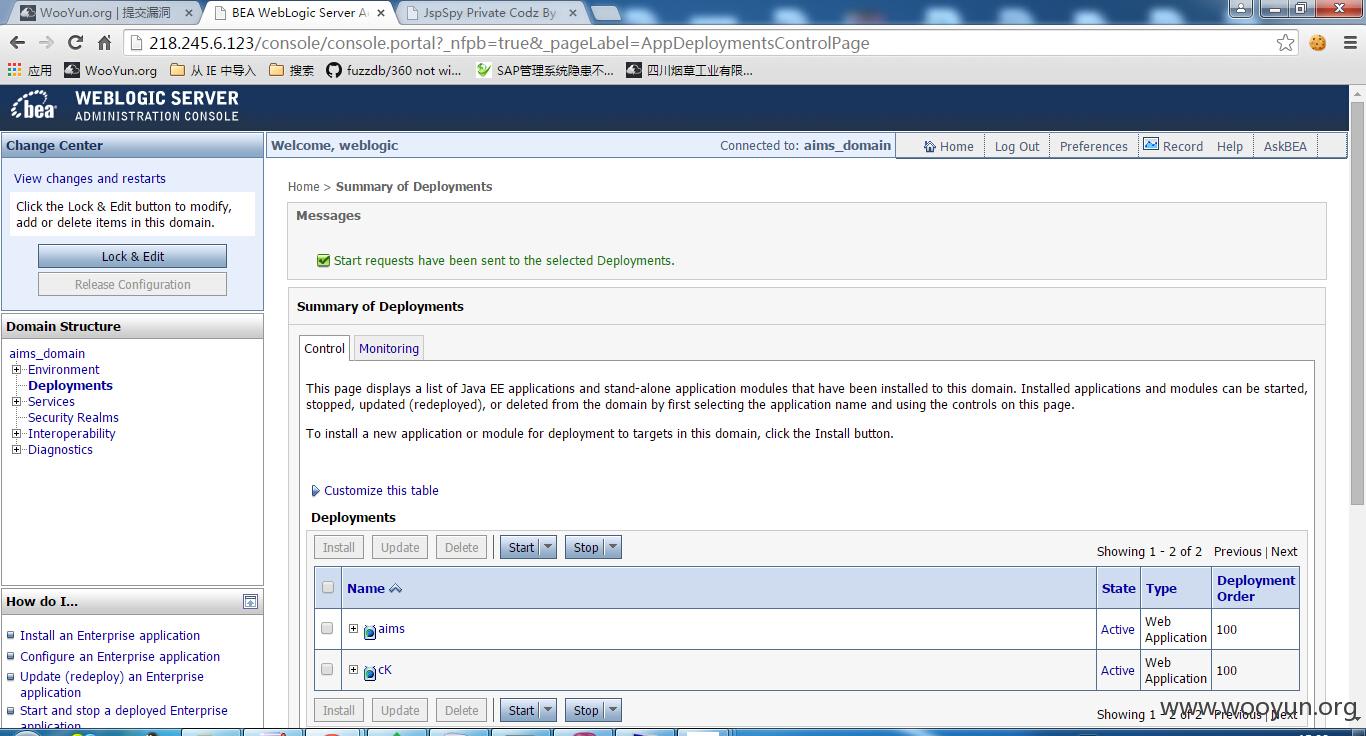 WooYun.org | 提交漏洞
BEA WebLogic Server A
JspSpy Private Codz By
218.245.6.123/console/console.portal?_nfpb=true&_pageLabel=AppDeploymentsControlPage
应用
WooYun.org
从 IE 中导入
搜索
fuzzdb/360 not wi...
SAP管理系统隐患不...
四川烟草工业有限...
bea
WEBLOGIC SERVER
ADMINISTRATION CONSOLE
Change Center
View changes and restarts
Click the Lock & Edit button to modify,
add or delete items in this domain.
Lock & Edit
Release Configuration
Domain Structure
aims_domain
Environment
Deployments
Services
Security Realms
Interoperability
Diagnostics
How do I...
Install an Enterprise application
Configure an Enterprise application
Update (redeploy) an Enterprise
application
Start and stop a deployed Enterprise
application
Welcome, weblogic
Connected to: aims_domain
Home
Log Out
Preferences
Record
Help
AskBEA
Home > Summary of Deployments
Messages
Start requests have been sent to the selected Deployments.
Summary of Deployments
Control
Monitoring
This page displays a list of Java EE applications and stand-alone application modules that have been installed to this domain. Installed applications and modules can be started,
stopped, updated (redeployed), or deleted from the domain by first selecting the application name and using the controls on this page.
To install a new application or module for deployment to targets in this domain, click the Install button.
Customize this table
Deployments
Install Update Delete Start Stop
Showing 1 - 2 of 2 Previous | Next
Name State Type Deployment
Order
aims Active Web
Application 100
cK Active Web
Application 100
Install Update Delete Start Stop
Showing 1 - 2 of 2 Previous | Next
www.wooyun.org